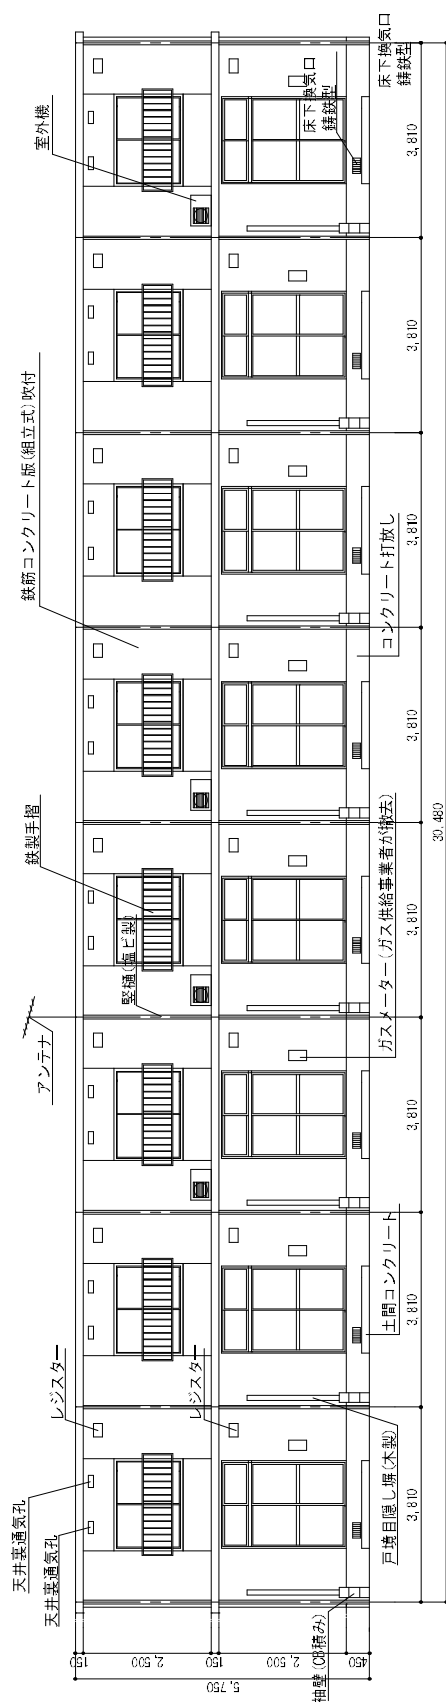 天井裏通気孔
天井裏通気孔
レジスター
レジスター
アンテナ
竪樋(塩ビ製)
鉄製手摺
鉄筋コンクリート版(組立式)吹付
室外機
床下換気口
鋳鉄型
床下換気口
鋳鉄型
コンクリート打放し
ガスメーター(ガス供給事業者が撤去)
土間コンクリート
戸境目隠し塀(木製)
袖壁(CB積み)
150
2,500
150
2,500
450
5,750
3,810
3,810
3,810
3,810
3,810
3,810
3,810
3,810
30,480